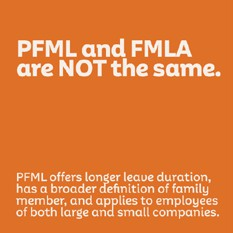 PFML and FMLA
are NOT the same.
PFML offers longer leave duration,
has a broader definition of family
member, and applies to employees
of both large and small companies.